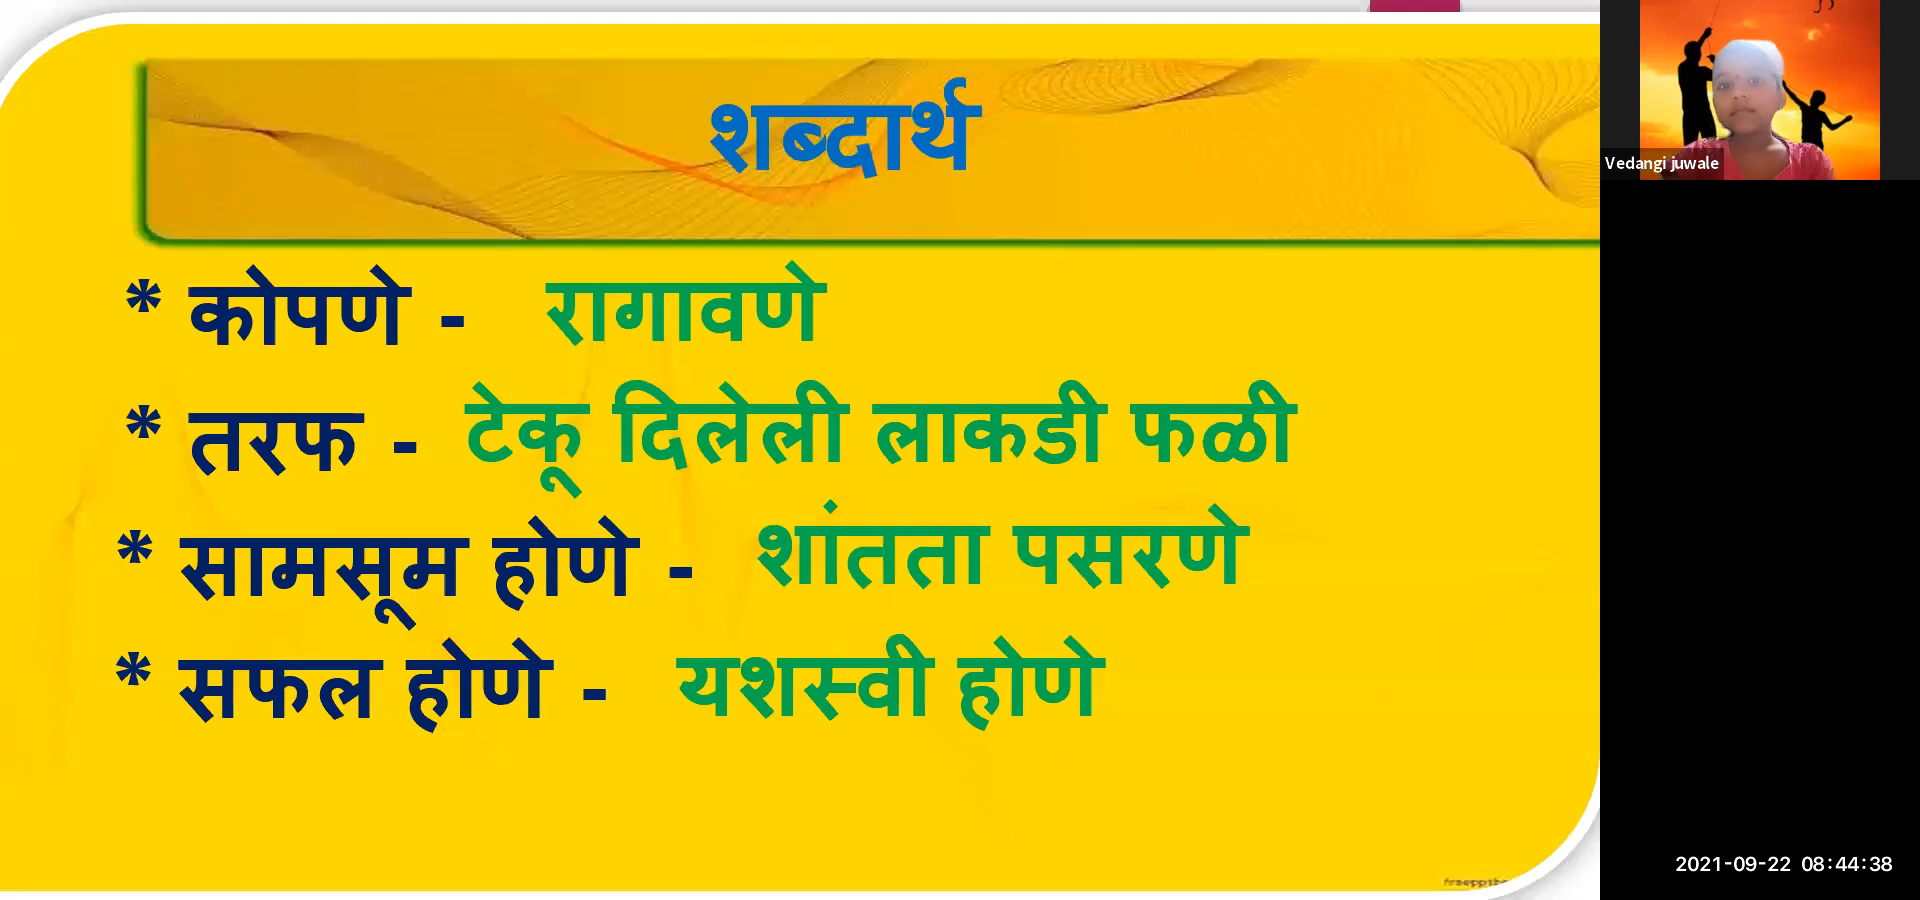 शब्दार्थ
* कोपणे - रागावणे
* तरफ - टेकू दिलेली लाकडी फळी
* सामसूम होणे - शांतता पसरणे
* सफल होणे - यशस्वी होणे
Vedangi juwale
2021-09-22 08:44:38